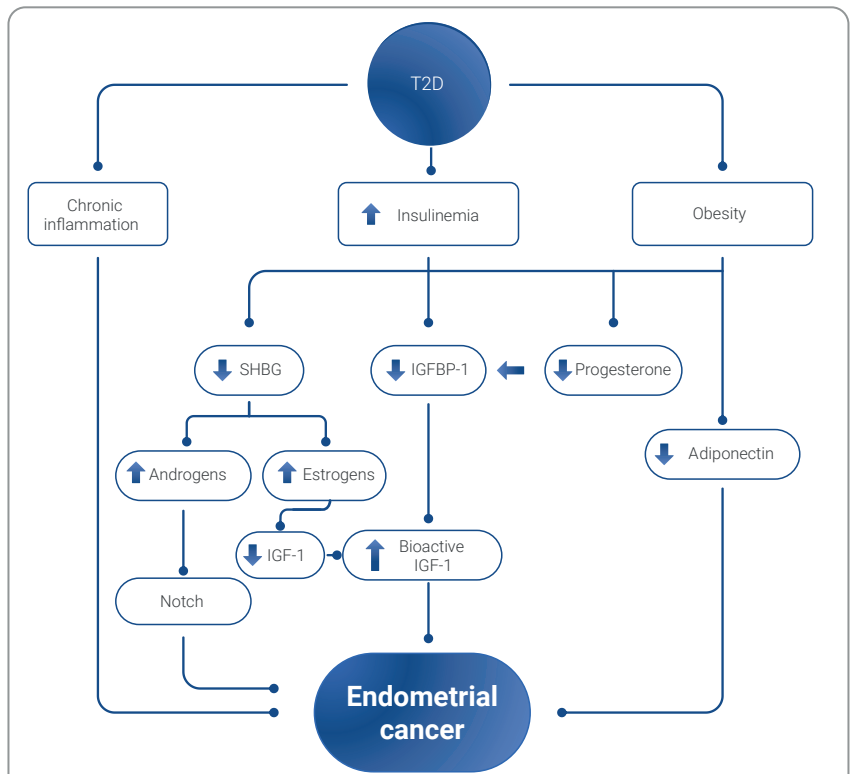 T2D
Chronic
inflammation
Insulinemia
Obesity
SHBG
IGFBP-1
Progesterone
Adiponectin
Androgens
Estrogens
IGF-1
Bioactive
IGF-1
Notch
Endometrial
cancer